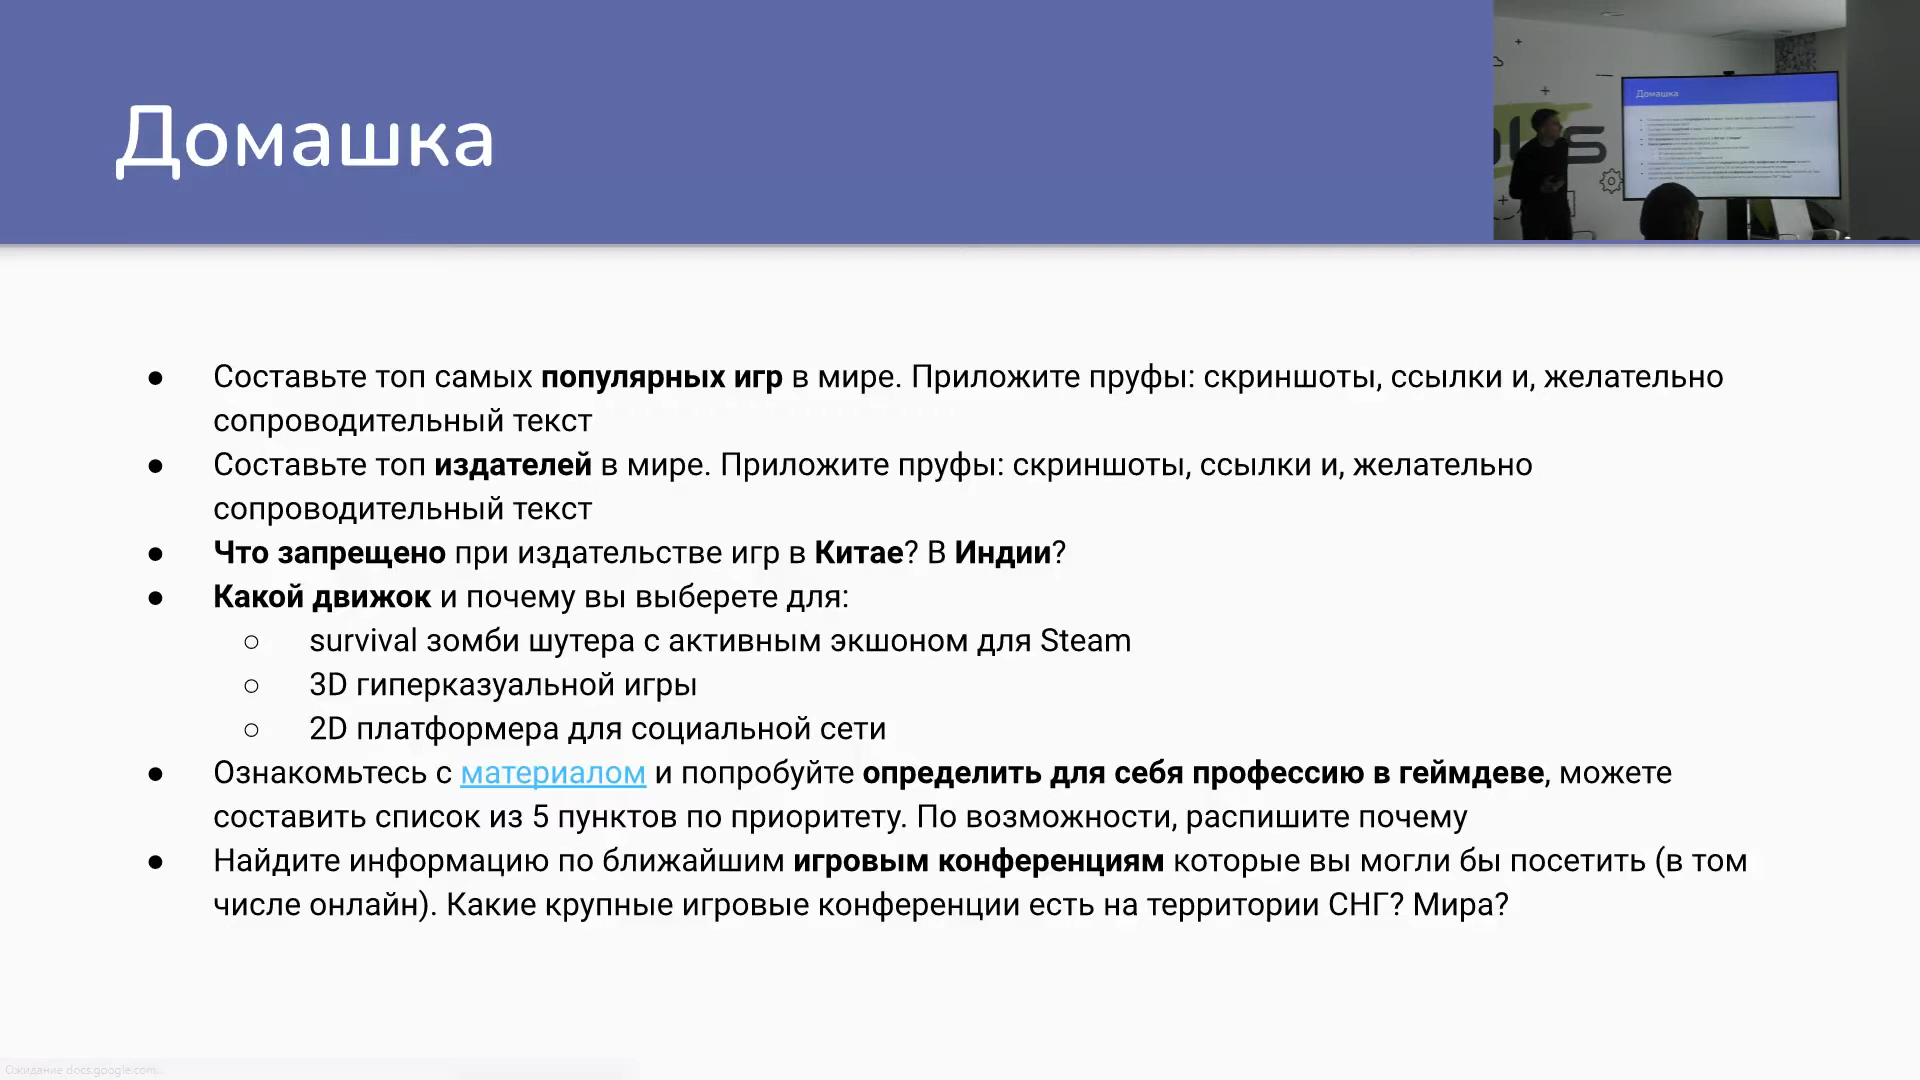 Домашка
Домашка
● Составьте топ самых популярных игр в мире. Приложите пруфы: скриншоты, ссылки и, желательно
сопроводительный текст
● Составьте топ издателей в мире. Приложите пруфы: скриншоты, ссылки и, желательно
сопроводительный текст
● Что запрещено при издательстве игр в Китае? В Индии?
● Какой движок и почему вы выберете для:
○ survival зомби шутера с активным экшоном для Steam
○ 3D гиперказуальной игры
○ 2D платформера для социальной сети
● Ознакомьтесь с материалом и попробуйте определить для себя профессию в геймдеве, можете
составить список из 5 пунктов по приоритету. По возможности, распишите почему
● Найдите информацию по ближайшим игровым конференциям которые вы могли бы посетить (в том
числе онлайн). Какие крупные игровые конференции есть на территории СНГ? Мира?
Ожидание docs.google.com...